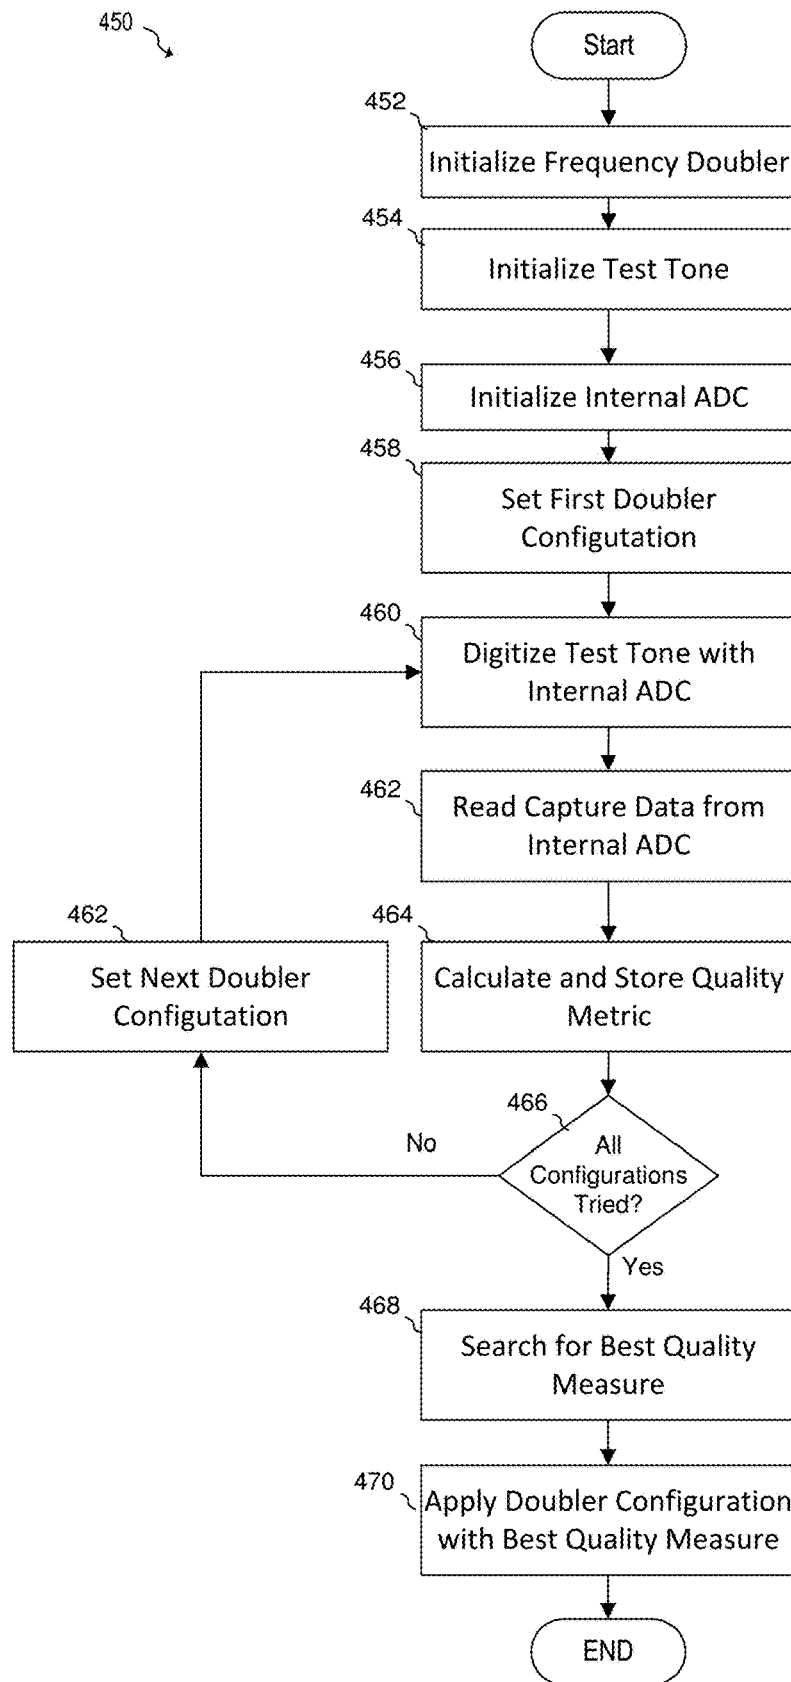 450
Start
452
Initialize Frequency Doubler
454
Initialize Test Tone
456
Initialize Internal ADC
458
Set First Doubler
Configutation
460
Digitize Test Tone with
Internal ADC
462
Read Capture Data from
Internal ADC
462
Set Next Doubler
Configutation
464
Calculate and Store Quality
Metric
466
All
Configurations
Tried?
No
Yes
468
Search for Best Quality
Measure
470
Apply Doubler Configuration
with Best Quality Measure
END